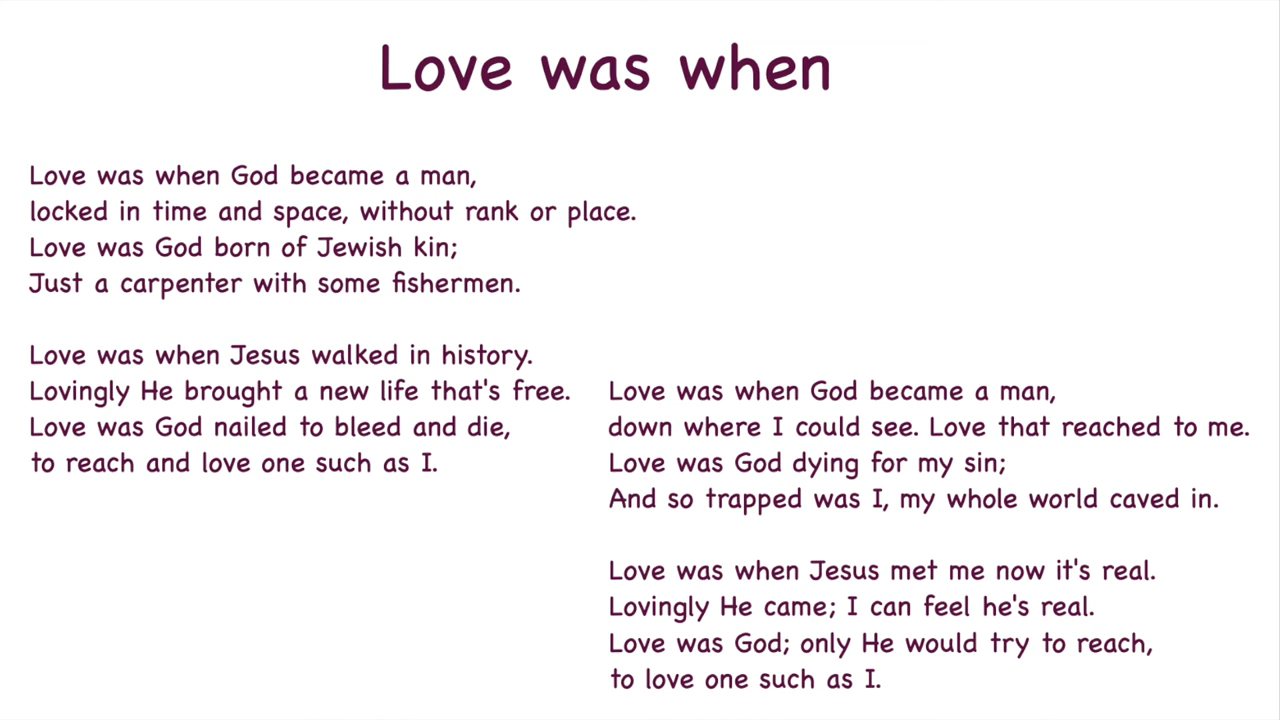 Love was when
Love was when God became a man,
locked in time and space, without rank or place.
Love was God born of Jewish kin;
Just a carpenter with some fishermen.
Love was when Jesus walked in history.
Lovingly He brought a new life that's free.
Love was God nailed to bleed and die,
to reach and love one such as I.
Love was when God became a man,
down where I could see. Love that reached to me.
Love was God dying for my sin;
And so trapped was I, my whole world caved in.
Love was when Jesus met me now it's real.
Lovingly He came; I can feel he's real.
Love was God; only He would try to reach,
to love one such as I.